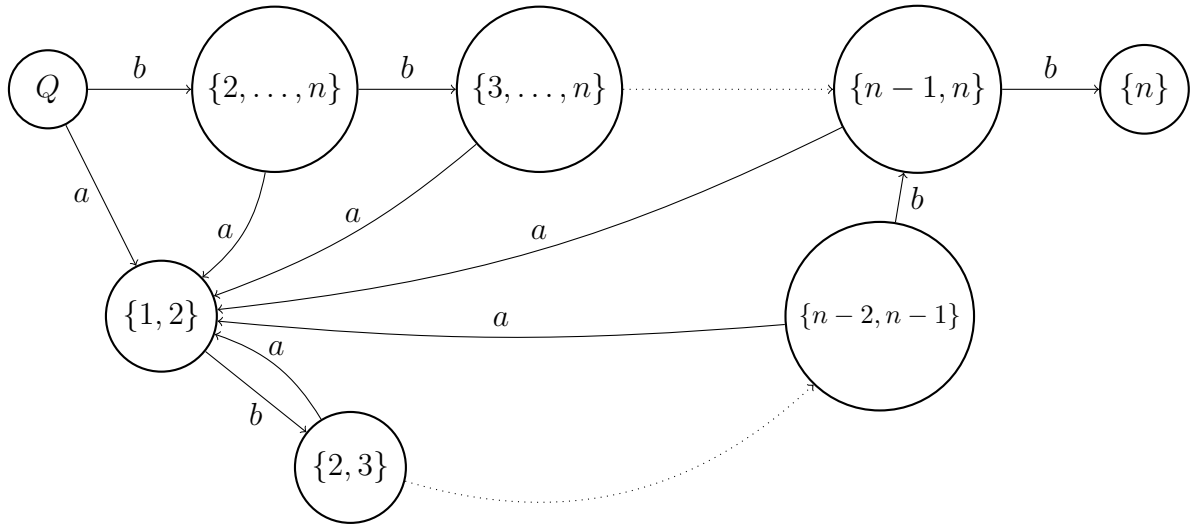 b b b
Q {2,…,n} {3,…,n} {n − 1, n} {n}
a a a a b
{1, 2} a {n − 2, n − 1}
a
b
{2, 3}